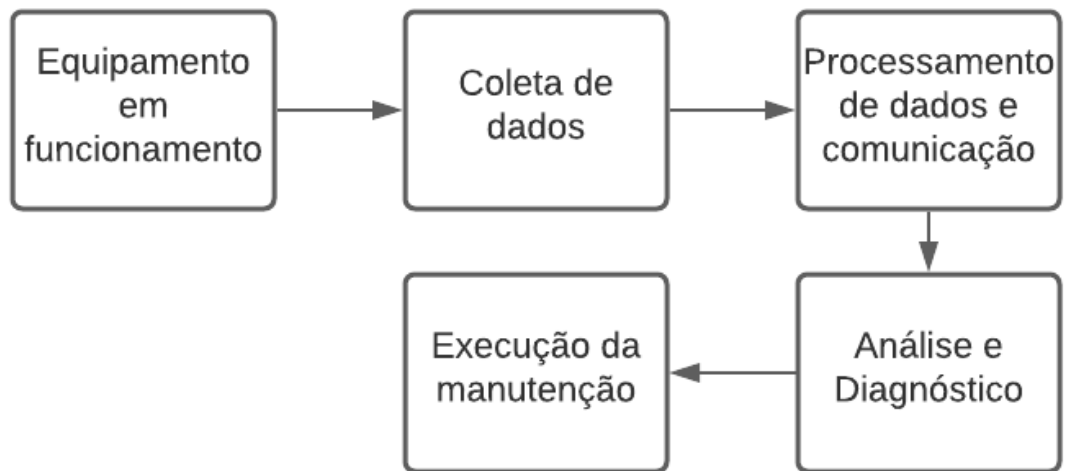 Equipamento
em
funcionamento
Coleta de
dados
Processamento
de dados e
comunicação
Análise e
Diagnóstico
Execução da
manutenção